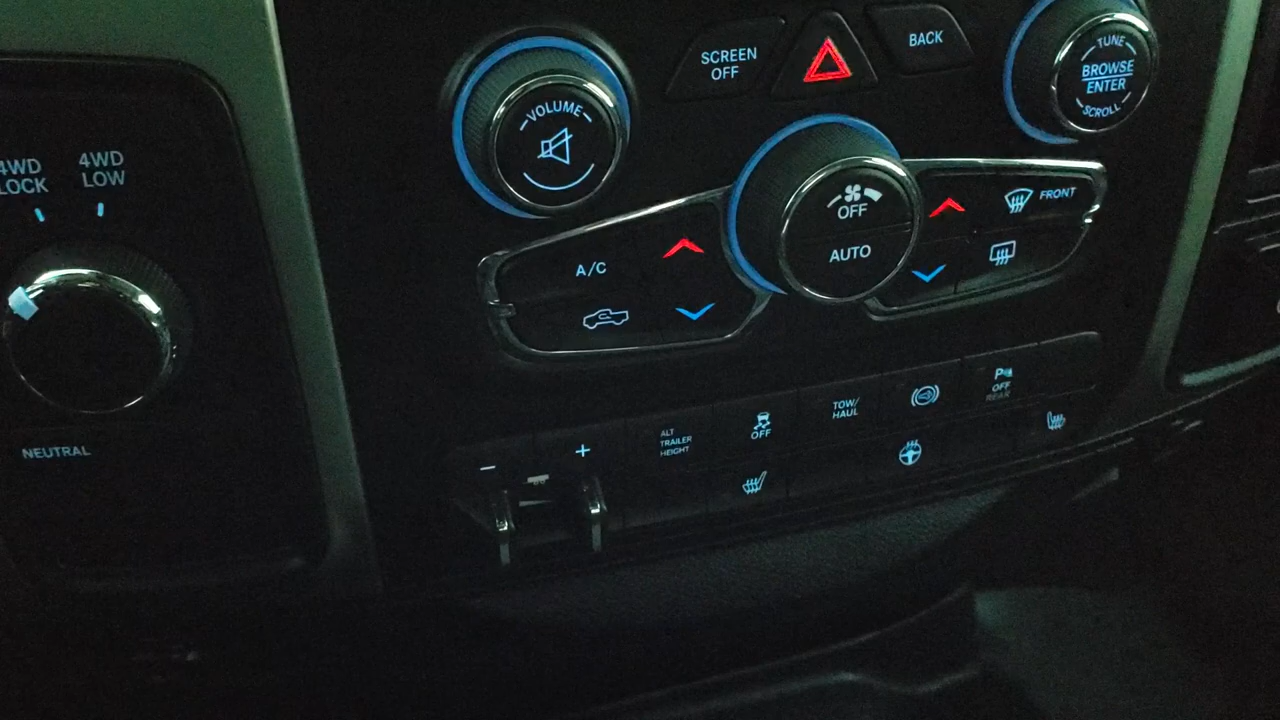 SCREEN
OFF
BACK
TUNE
BROWSE
ENTER
SCROLL
VOLUME
4WD
LOCK
4WD
LOW
OFF
AUTO
FRONT
A/C
NEUTRAL
- +
ALT
TRAILER
HEIGHT
OFF
TOW/
HAUL
P
OFF
REAR